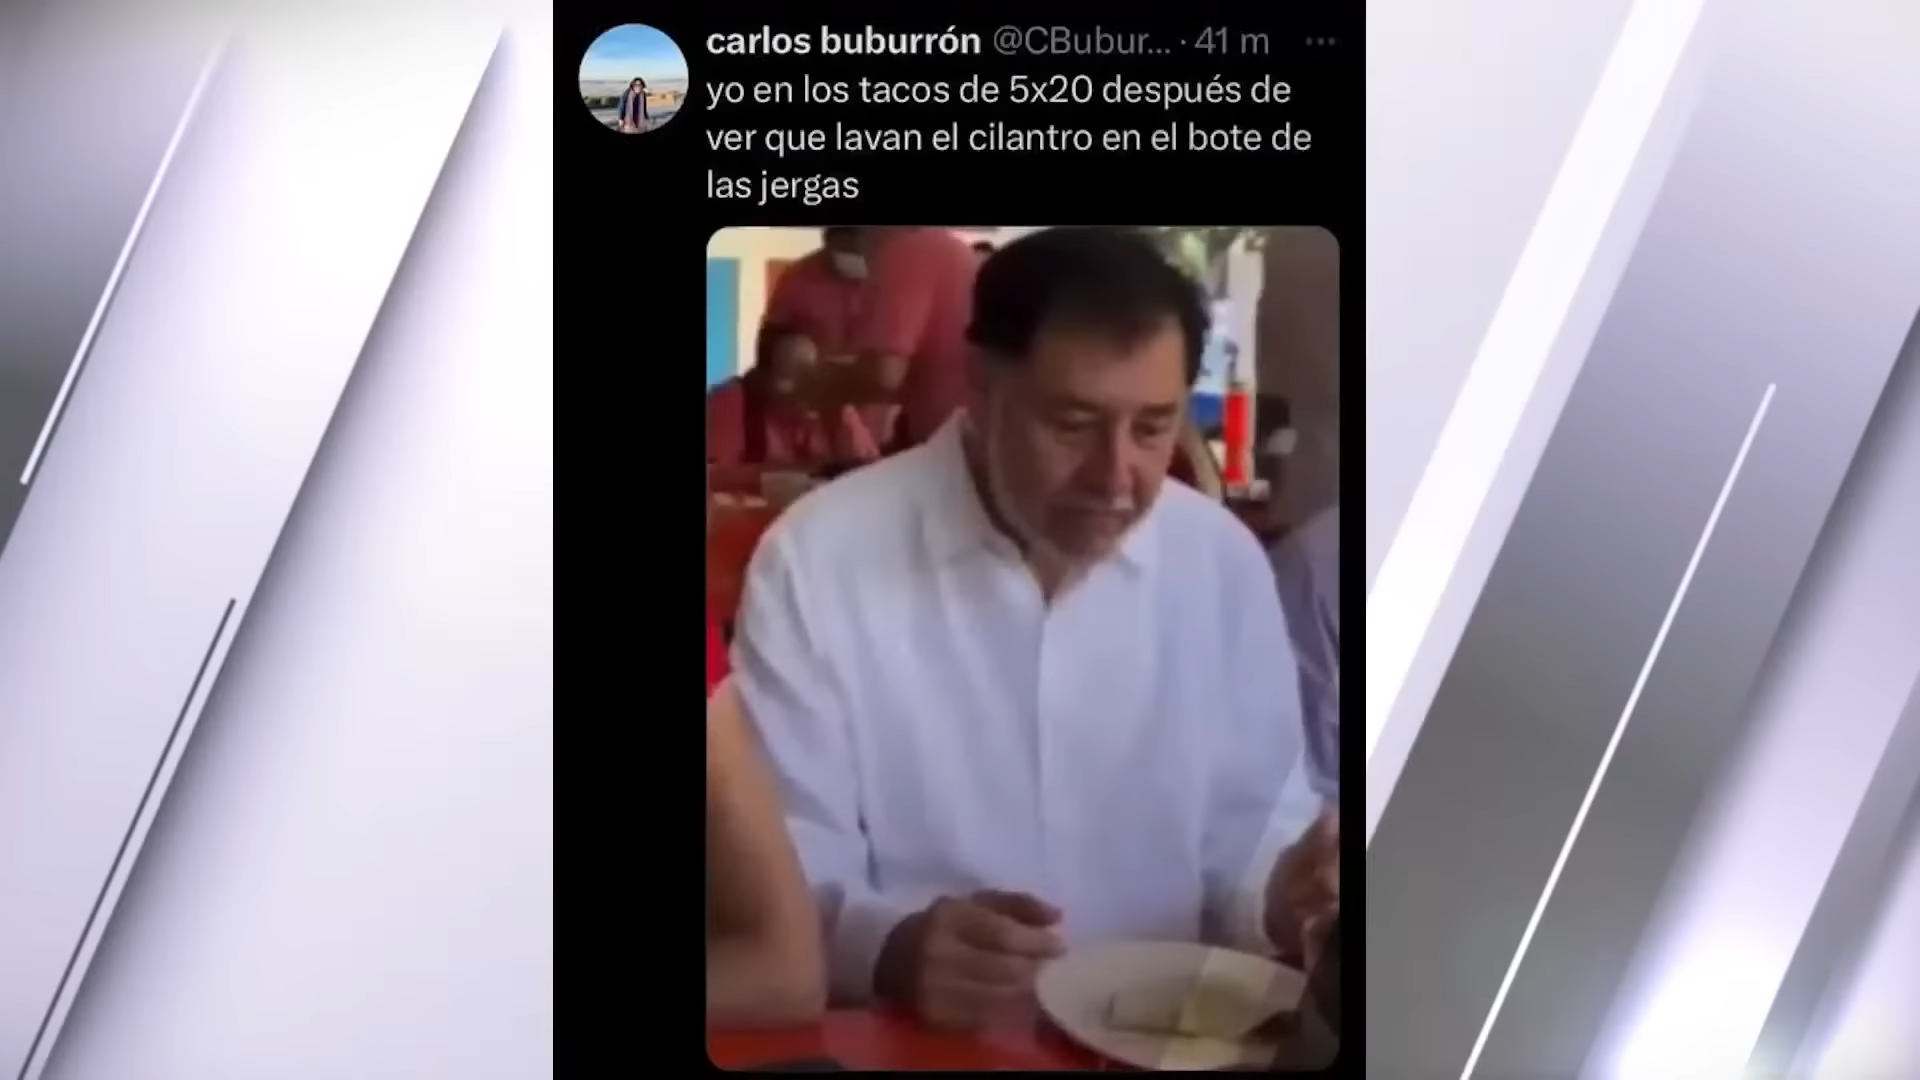 carlos buburrón @CBubur... · 41 m
yo en los tacos de 5x20 después de
ver que lavan el cilantro en el bote de
las jergas